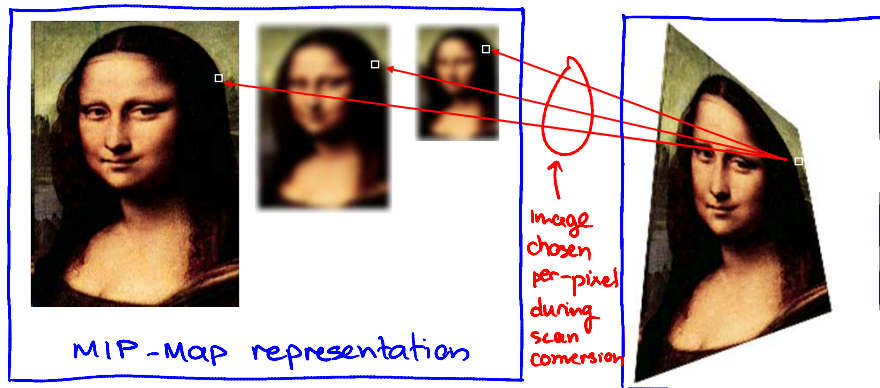 MIP-Map representation
Image
chosen
per-pixel
during
scan
conversion